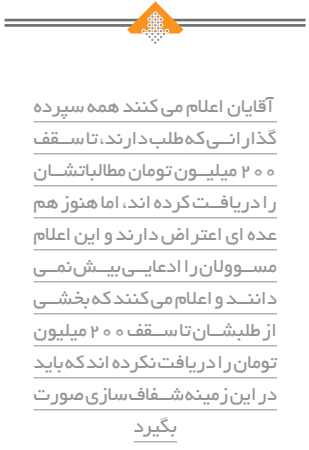 آقایان اعلام می کنند همه سپرده
گذارانی که طلب دارند، تا سقف
۲۰۰ میلیون تومان مطالباتشان
را دریافت کرده اند، اما هنوز هم
عده ای اعتراض دارند و این اعلام
مسوولان را ادعایی بیش نمی
دانند و اعلام می کنند که بخشی
از طلبشان تا سقف ۲۰۰ میلیون
تومان را دریافت نکرده اند که باید
در این زمینه شفاف سازی صورت
بگیرد